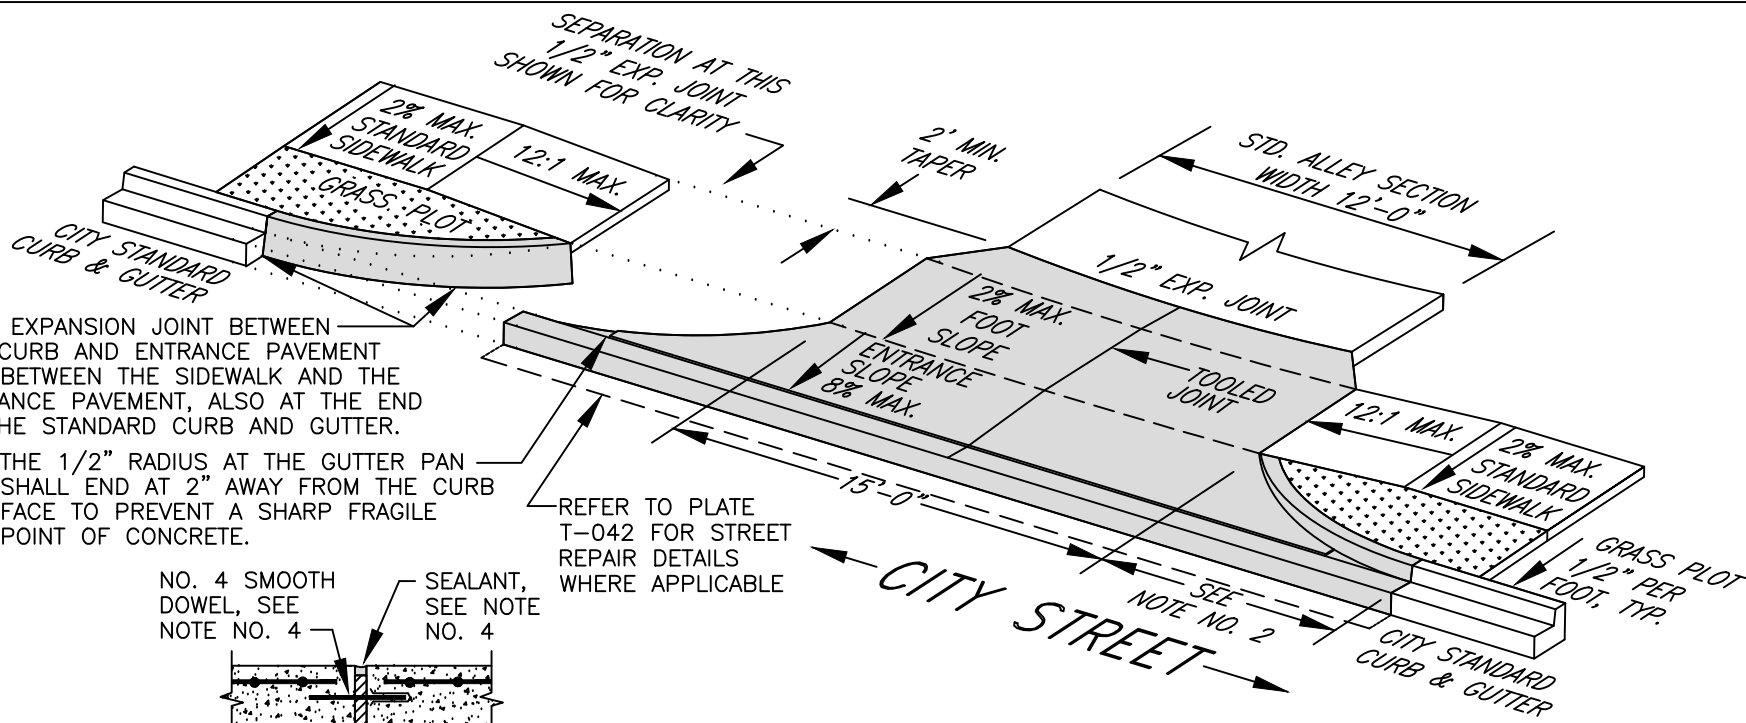 SEPARATION AT THIS
1/2" EXP. JOINT
SHOWN FOR CLARITY
2% MAX.
STANDARD
SIDEWALK
12:1 MAX.
GRASS PLOT
CITY STANDARD
CURB & GUTTER
2' MIN.
TAPER
STD. ALLEY SECTION
WIDTH 12'-0"
1/2" EXP. JOINT
2% MAX.
FOOT
SLOPE
ENTRANCE
SLOPE
8% MAX.
TOOLED
JOINT
12:1 MAX.
2% MAX.
STANDARD
SIDEWALK
EXPANSION JOINT BETWEEN
CURB AND ENTRANCE PAVEMENT
BETWEEN THE SIDEWALK AND THE
ANCE PAVEMENT, ALSO AT THE END
HE STANDARD CURB AND GUTTER.
THE 1/2" RADIUS AT THE GUTTER PAN
SHALL END AT 2" AWAY FROM THE CURB
FACE TO PREVENT A SHARP FRAGILE
POINT OF CONCRETE.
REFER TO PLATE
T-042 FOR STREET
REPAIR DETAILS
WHERE APPLICABLE
15'-0"
CITY STREET
SEE
NOTE NO. 2
GRASS PLOT
1/2" PER
FOOT, TYP.
CITY STANDARD
CURB & GUTTER
NO. 4 SMOOTH
DOWEL, SEE
NOTE NO. 4
SEALANT,
SEE NOTE
NO. 4